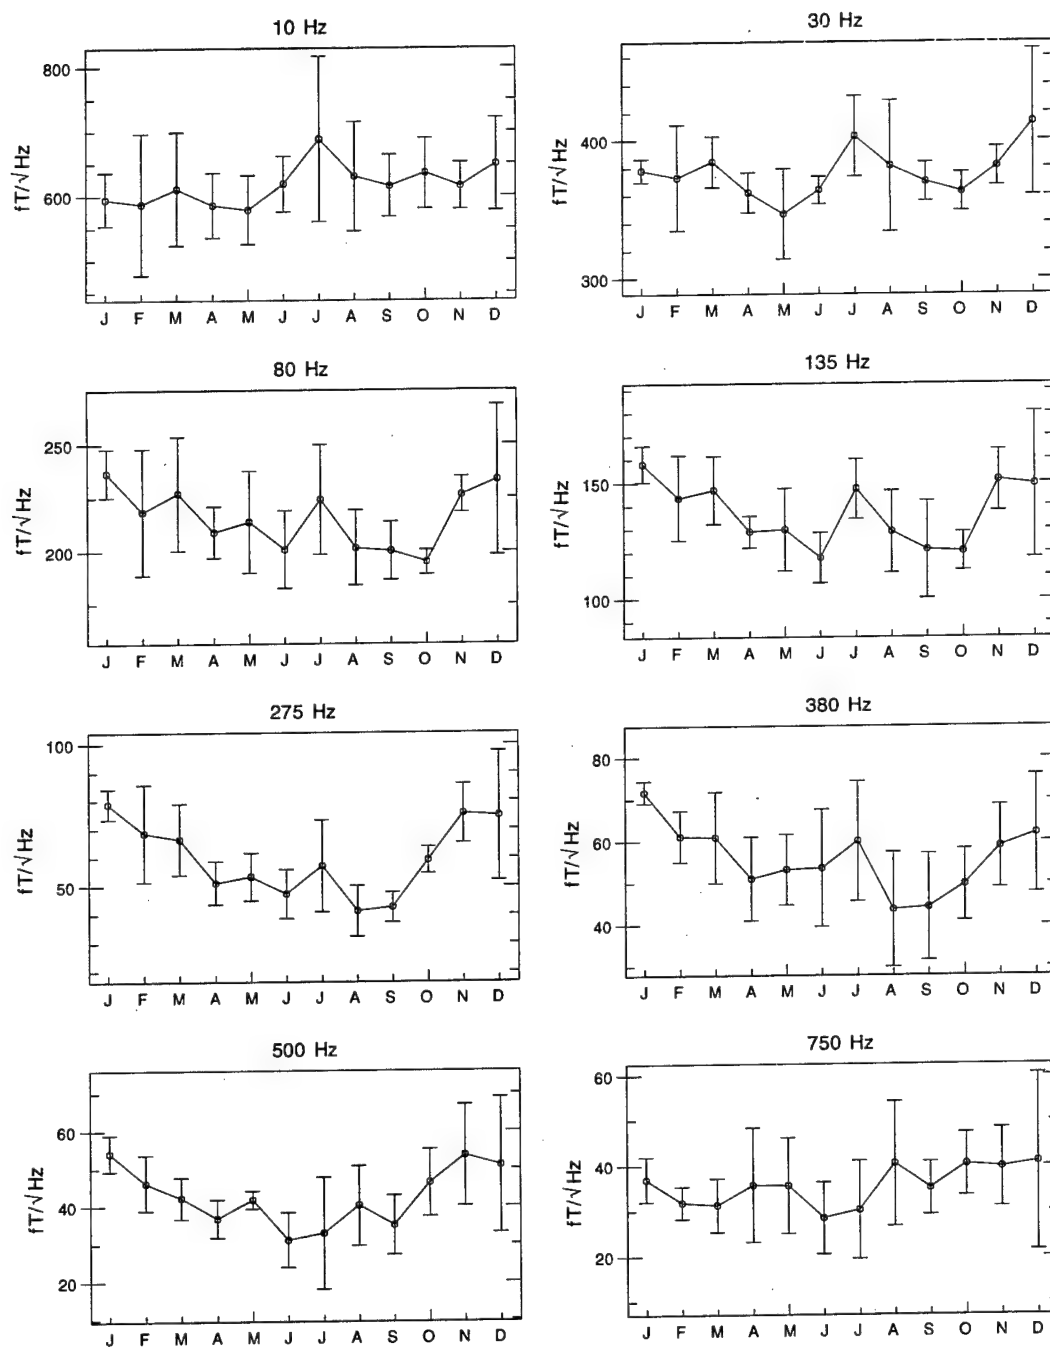 10 Hz
30 Hz
800
600
fT/√Hz
J F M A M J J A S O N D
400
300
fT/√Hz
J F M A M J J A S O N D
80 Hz
135 Hz
250
200
fT/√Hz
J F M A M J J A S O N D
150
100
fT/√Hz
J F M A M J J A S O N D
275 Hz
380 Hz
100
50
fT/√Hz
J F M A M J J A S O N D
80
60
40
fT/√Hz
J F M A M J J A S O N D
500 Hz
750 Hz
60
40
20
fT/√Hz
J F M A M J J A S O N D
60
40
20
fT/√Hz
J F M A M J J A S O N D